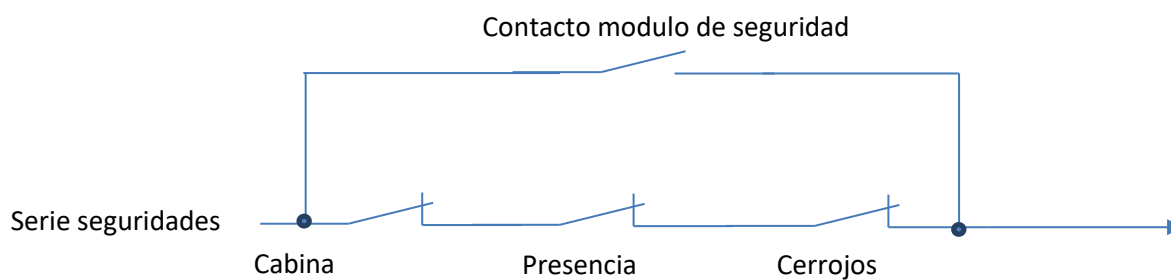 Contacto modulo de seguridad
Serie seguridades
Cabina
Presencia
Cerrojos